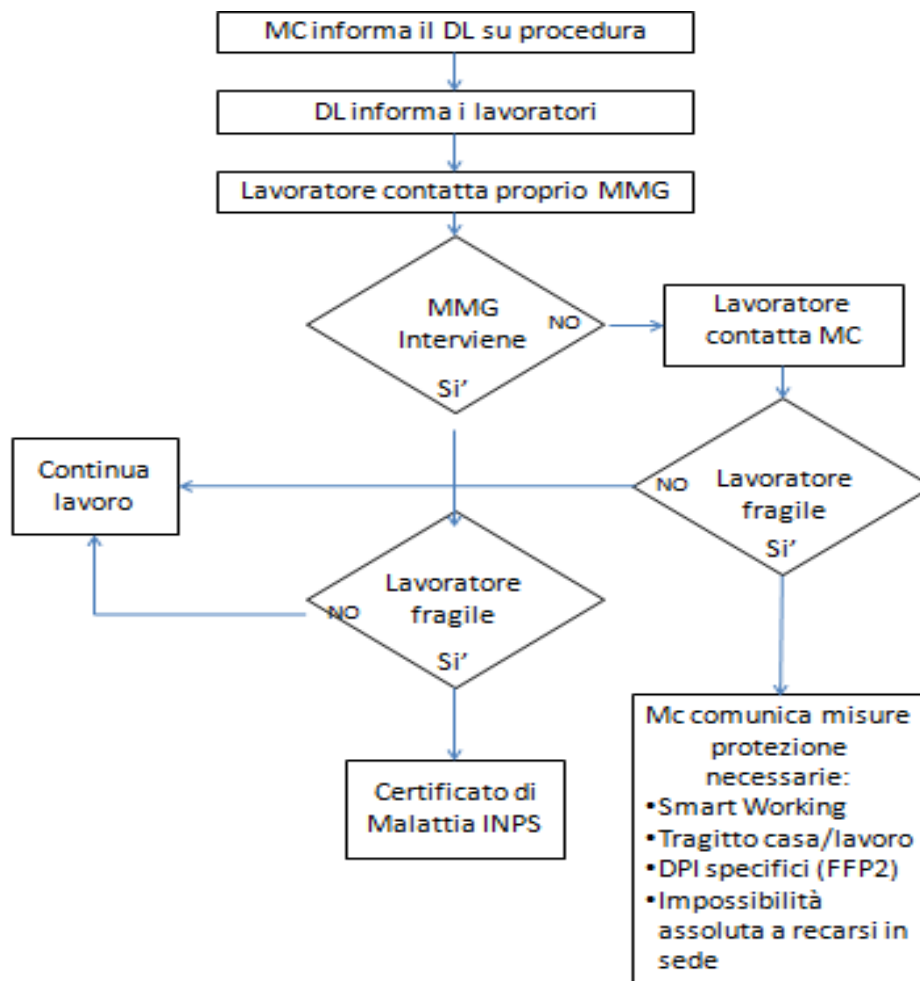 MC informa il DL su procedura
DL informa i lavoratori
Lavoratore contatta proprio MMG
MMG
Interviene
NO
Si'
Lavoratore
contatta MC
Continua
lavoro
Lavoratore
fragile
NO
Si'
Lavoratore
fragile
NO
Si'
Certificato di
Malattia INPS
Mc comunica misure
protezione
necessarie:
•Smart Working
•Tragitto casa/lavoro
•DPI specifici (FFP2)
•Impossibilità
assoluta a recarsi in
sede